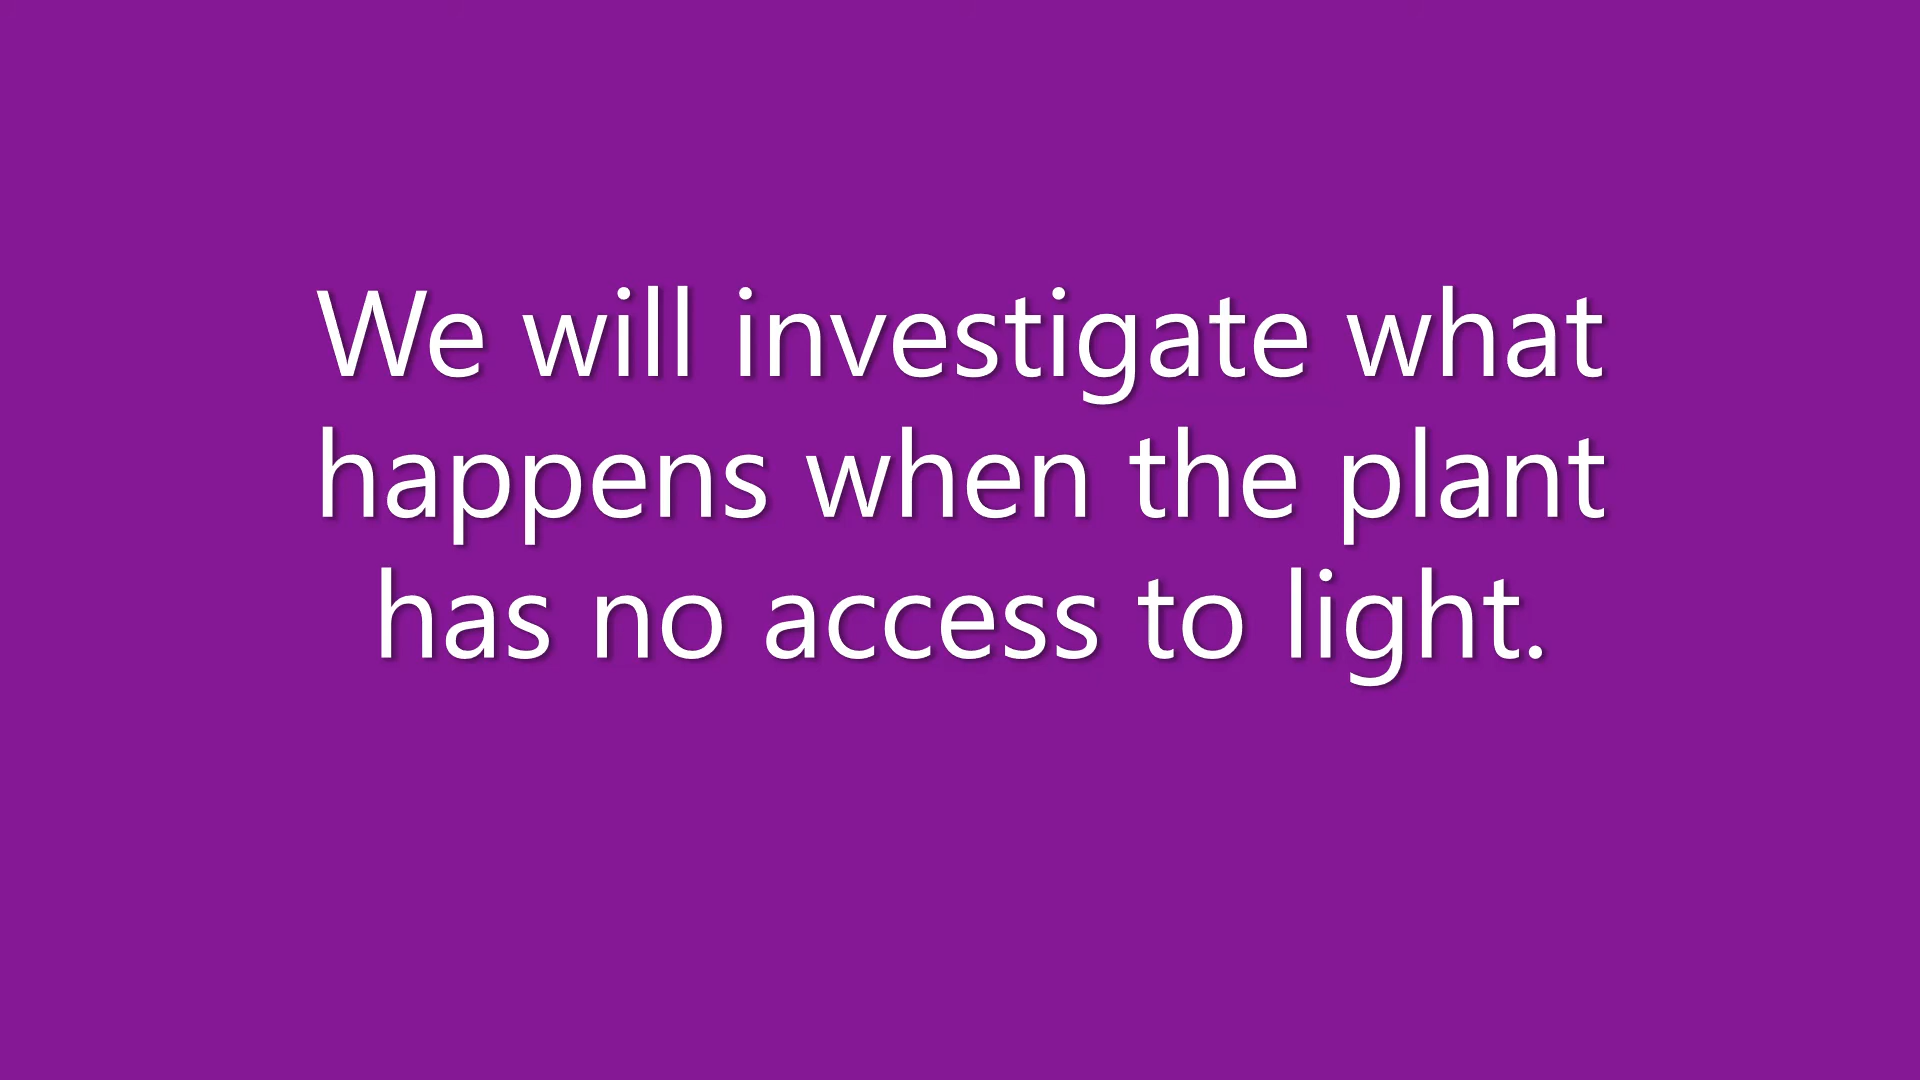 We will investigate what
happens when the plant
has no access to light.